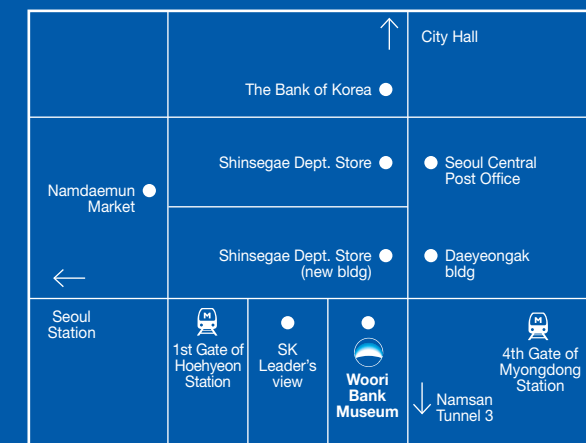 City Hall
The Bank of Korea
Shinsegae Dept. Store
Seoul Central
Post Office
Namdaemun
Market
Shinsegae Dept. Store
(new bldg)
Daeyeongak
bldg
Seoul
Station
M
1st Gate of
Hoehyeon
Station
SK
Leader's
view
Woori
Bank
Museum
Namsan
Tunnel 3
M
4th Gate of
Myongdong
Station